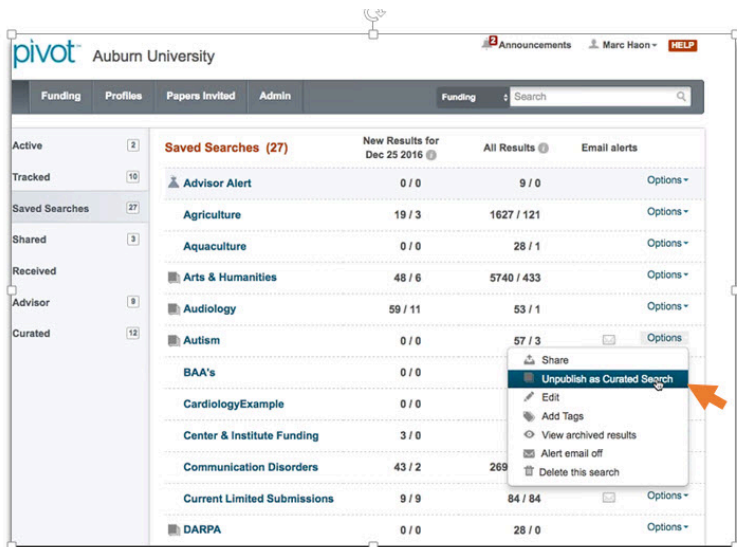 pivot Auburn University
2 Announcements Marc Haon HELP
Funding Profiles Papers Invited Admin Funding Search
Active 2
Tracked 10
Saved Searches 27
Shared 3
Received
Advisor 9
Curated 12
Saved Searches (27) New Results for Dec 25 2016 All Results Email alerts
Advisor Alert 0 / 0 9 / 0 Options
Agriculture 19 / 3 1627 / 121 Options
Aquaculture 0 / 0 28 / 1 Options
Arts & Humanities 48 / 6 5740 / 433 Options
Audiology 59 / 11 53 / 1 Options
Autism 0 / 0 57 / 3 Options
BAA's 0 / 0
CardiologyExample 0 / 0
Center & Institute Funding 3 / 0
Communication Disorders 43 / 2 269
Current Limited Submissions 9 / 9 84 / 84 Options
DARPA 0 / 0 28 / 0 Options
Share
Unpublish as Curated Search
Edit
Add Tags
View archived results
Alert email off
Delete this search